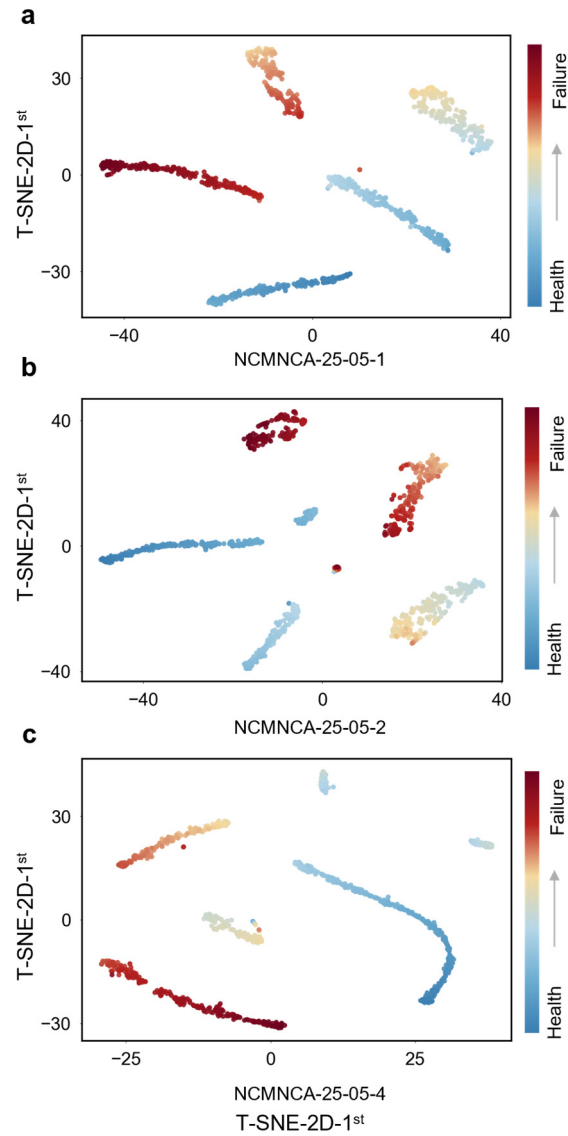 a
30
0
−30
T-SNE-2D-1st
−40
0
40
NCMNCA-25-05-1
Failure
Health
b
40
0
−40
T-SNE-2D-1st
−40
0
40
NCMNCA-25-05-2
Failure
Health
c
30
0
−30
T-SNE-2D-1st
−25
0
25
NCMNCA-25-05-4
T-SNE-2D-1st
Failure
Health